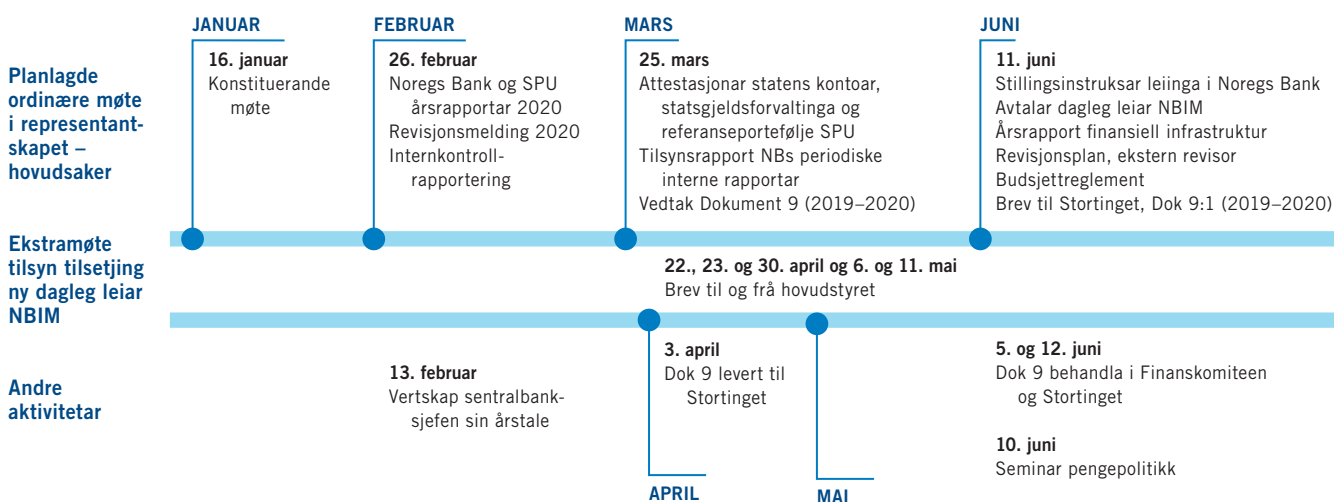 JANUAR
FEBRUAR
MARS
JUNI
Planlagde
ordinære møte
i representant-
skapet –
hovudsaker
16. januar
Konstituerande
møte
26. februar
Noregs Bank og SPU
årsrapportar 2020
Revisjonsmelding 2020
Internkontroll-
rapportering
25. mars
Attestasjonar statens kontoar,
statsgjeldsforvaltinga og
referanseportefølje SPU
Tilsynsrapport NBs periodiske
interne rapportar
Vedtak Dokument 9 (2019–2020)
11. juni
Stillingsinstruksar leiinga i Noregs Bank
Avtalar dagleg leiar NBIM
Årsrapport finansiell infrastruktur
Revisjonsplan, ekstern revisor
Budsjettreglement
Brev til Stortinget, Dok 9:1 (2019–2020)
Ekstramøte
tilsyn tilsetjing
ny dagleg leiar
NBIM
22., 23. og 30. april og 6. og 11. mai
Brev til og frå hovudstyret
Andre
aktivitetar
13. februar
Vertskap sentralbank-
sjefen sin årstale
3. april
Dok 9 levert til
Stortinget
5. og 12. juni
Dok 9 behandla i Finanskomiteen
og Stortinget
10. juni
Seminar pengepolitikk
APRIL
MAI